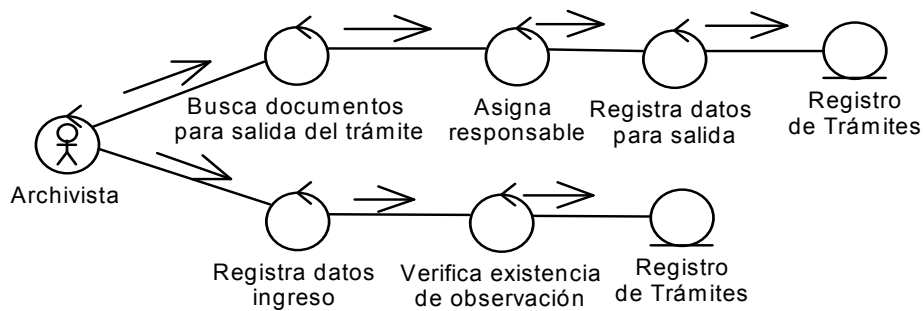 Busca documentos
para salida del trámite
Asigna
responsable
Registra datos
para salida
Registro
de Trámites
Archivista
Registra datos
ingreso
Verifica existencia
de observación
Registro
de Trámites